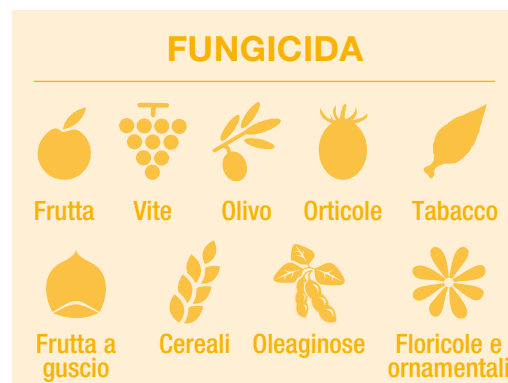 FUNGICIDA
Frutta Vite Olivo Orticole Tabacco
Frutta a guscio Cereali Oleaginose Floricole e ornamentali